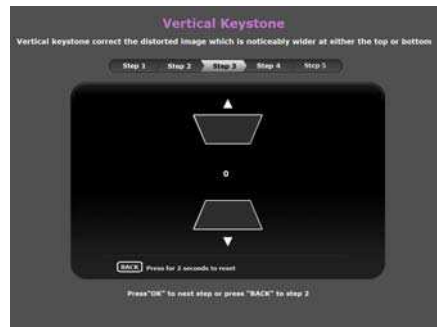 Vertical Keystone
Vertical keystone correct the distorted image which is noticeably wider at either the top or bottom
Step 1 Step 2 Step 3 Step 4 Step 5
0
BACK Press for 2 seconds to reset
Press"OK" to next step or press "BACK" to step 2